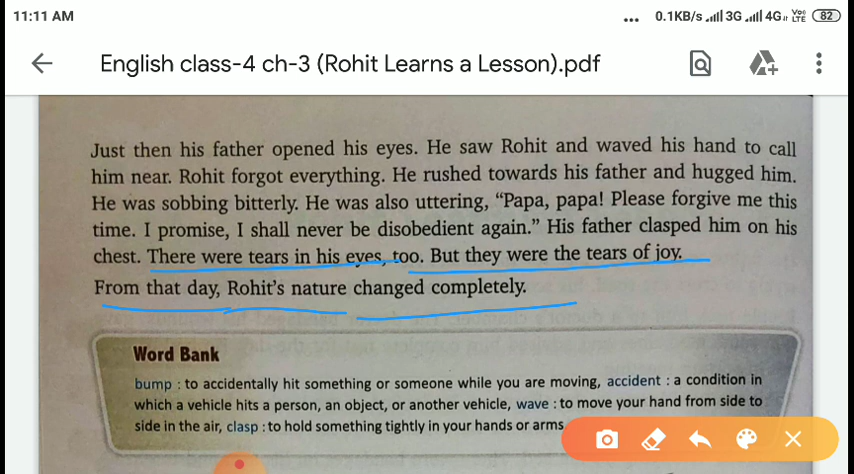 11:11 AM
... 0.1KB/s 3G 4G VoLTE 82
English class-4 ch-3 (Rohit Learns a Lesson).pdf
Just then his father opened his eyes. He saw Rohit and waved his hand to call
him near. Rohit forgot everything. He rushed towards his father and hugged him.
He was sobbing bitterly. He was also uttering, “Papa, papa! Please forgive me this
time. I promise, I shall never be disobedient again.” His father clasped him on his
chest. There were tears in his eyes, too. But they were the tears of joy.
From that day, Rohit’s nature changed completely.
Word Bank
bump : to accidentally hit something or someone while you are moving, accident : a condition in
which a vehicle hits a person, an object, or another vehicle, wave : to move your hand from side to
side in the air, clasp : to hold something tightly in your hands or arms